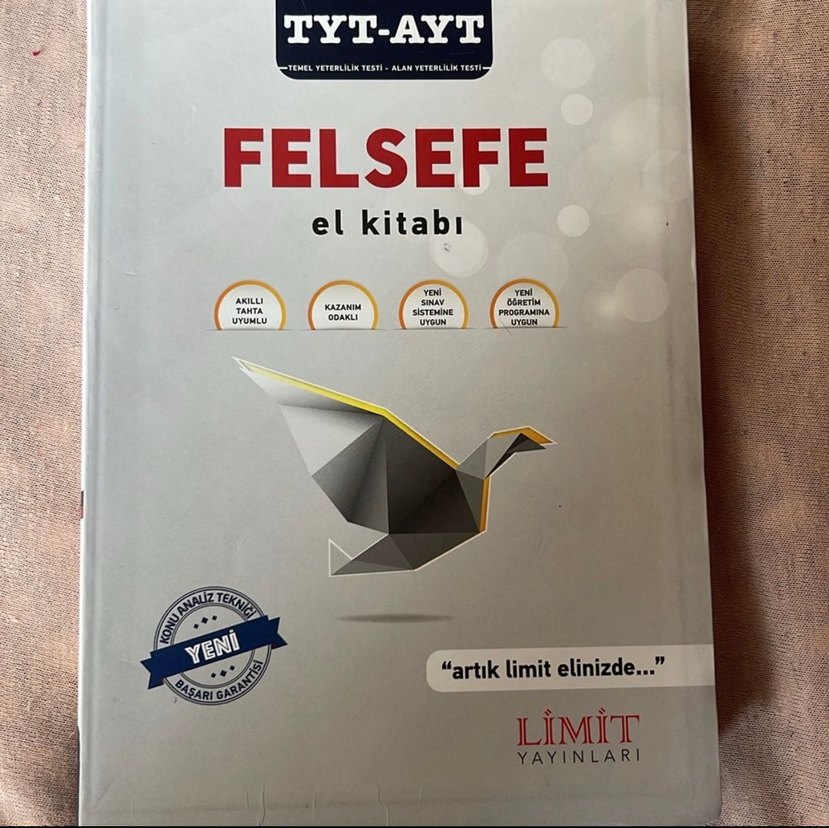 TYT-AYT
TEMEL YETERLİLİK TESTİ - ALAN YETERLİLİK TESTİ
FELSEFE
el kitabı
AKILLI
TAHTA
UYUMLU
KAZANIM
ODAKLI
YENİ
SINAV
SİSTEMİNE
UYGUN
YENİ
ÖĞRETİM
PROGRAMINA
UYGUN
KONU ANALİZ TEKNİĞİ
YENİ
BAŞARI GARANTİSİ
“artık limit elinizde...”
LİMİT
YAYINLARI